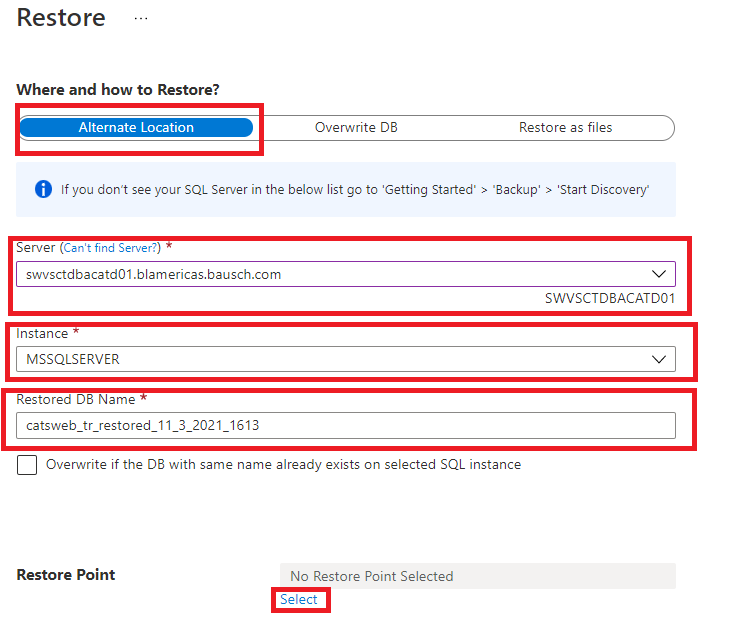 Restore ...
Where and how to Restore?
Alternate Location Overwrite DB Restore as files
If you don't see your SQL Server in the below list go to 'Getting Started' > 'Backup' > 'Start Discovery'
Server (Can't find Server?) *
swvsctdbacatd01.blamericas.bausch.com
SWVSCTDBACATD01
Instance *
MSSQLSERVER
Restored DB Name *
catsweb_tr_restored_11_3_2021_1613
Overwrite if the DB with same name already exists on selected SQL instance
Restore Point No Restore Point Selected
Select